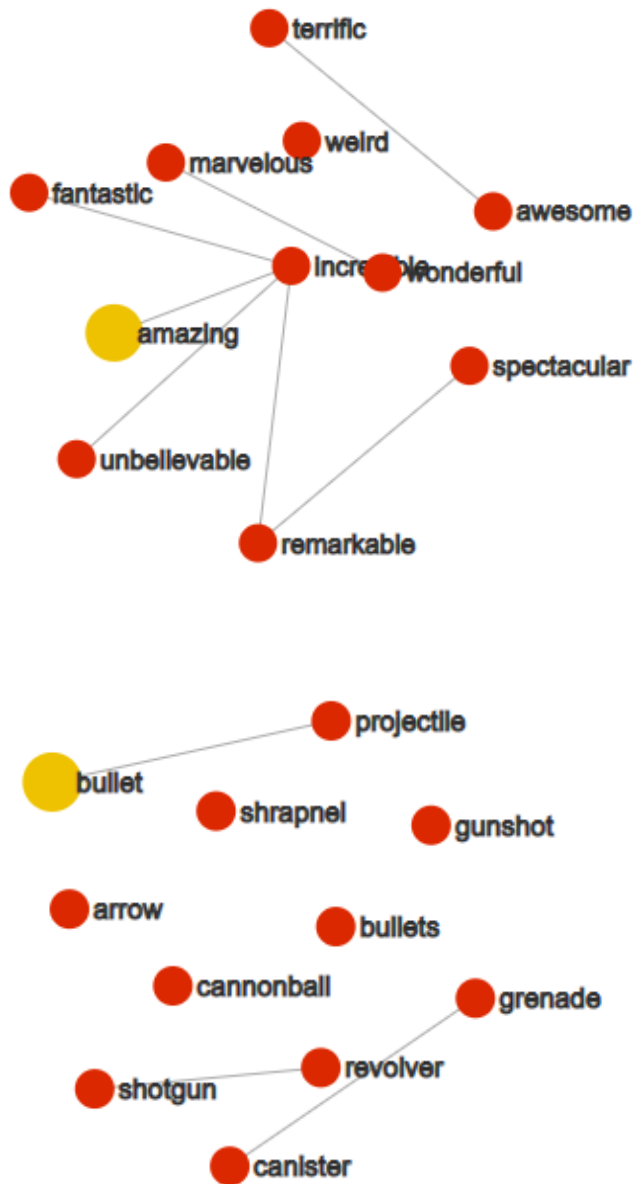 terrific
weird
marvelous
fantastic
awesome
incredible
wonderful
amazing
spectacular
unbelievable
remarkable
projectile
bullet
shrapnel
gunshot
arrow
bullets
cannonball
grenade
revolver
shotgun
canister